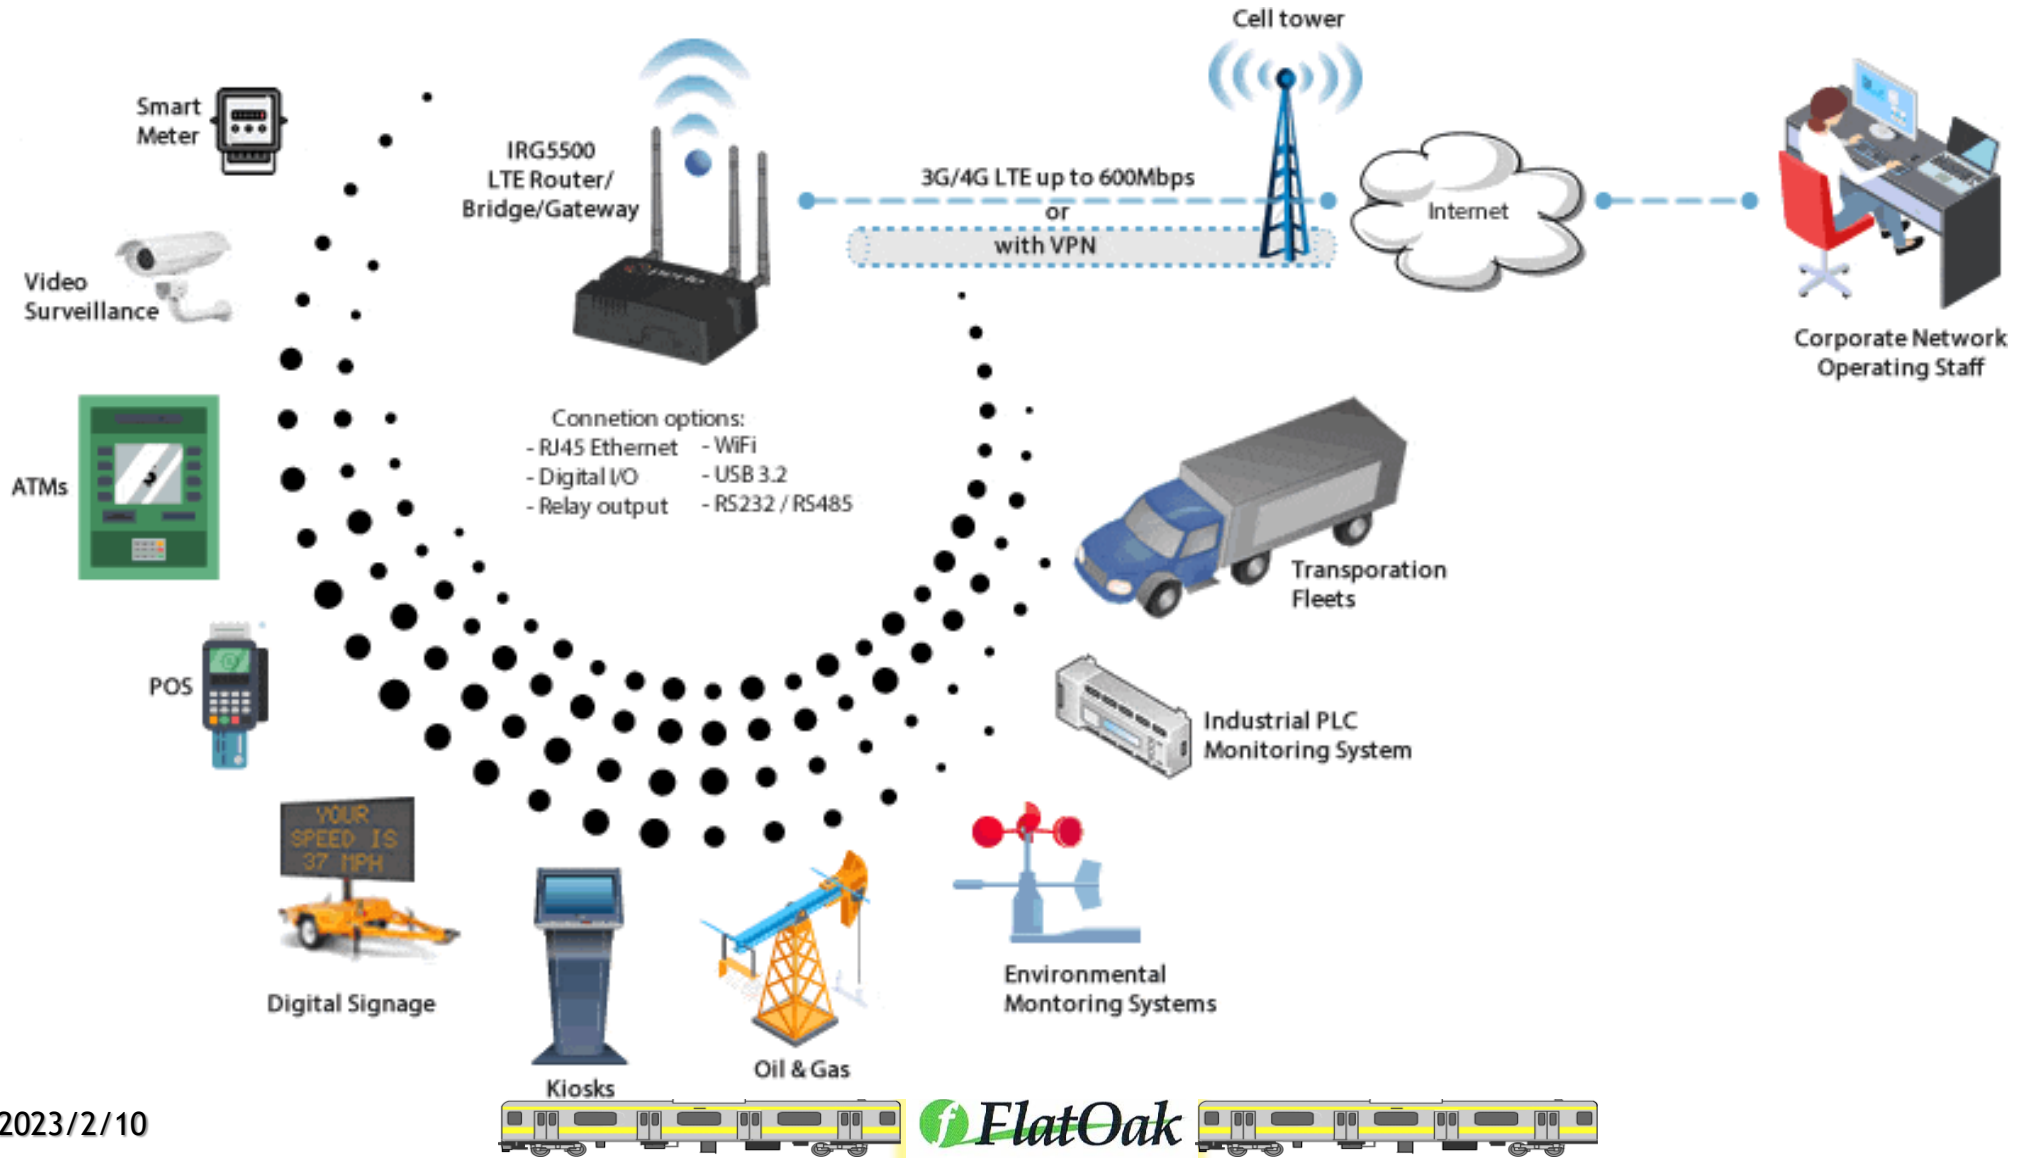 Cell tower
Smart
Meter
IRG5500
LTE Router/
Bridge/Gateway
3G/4G LTE up to 600Mbps
or
with VPN
Internet
Video
Surveillance
Corporate Network
Operating Staff
Connetion options:
- RJ45 Ethernet - WiFi
- Digital I/O - USB 3.2
- Relay output - RS232 / RS485
ATMs
Transporation
Fleets
POS
Industrial PLC
Monitoring System
YOUR
SPEED IS
37 MPH
Digital Signage
Environmental
Montoring Systems
Oil & Gas
Kiosks
2023/2/10
f FlatOak